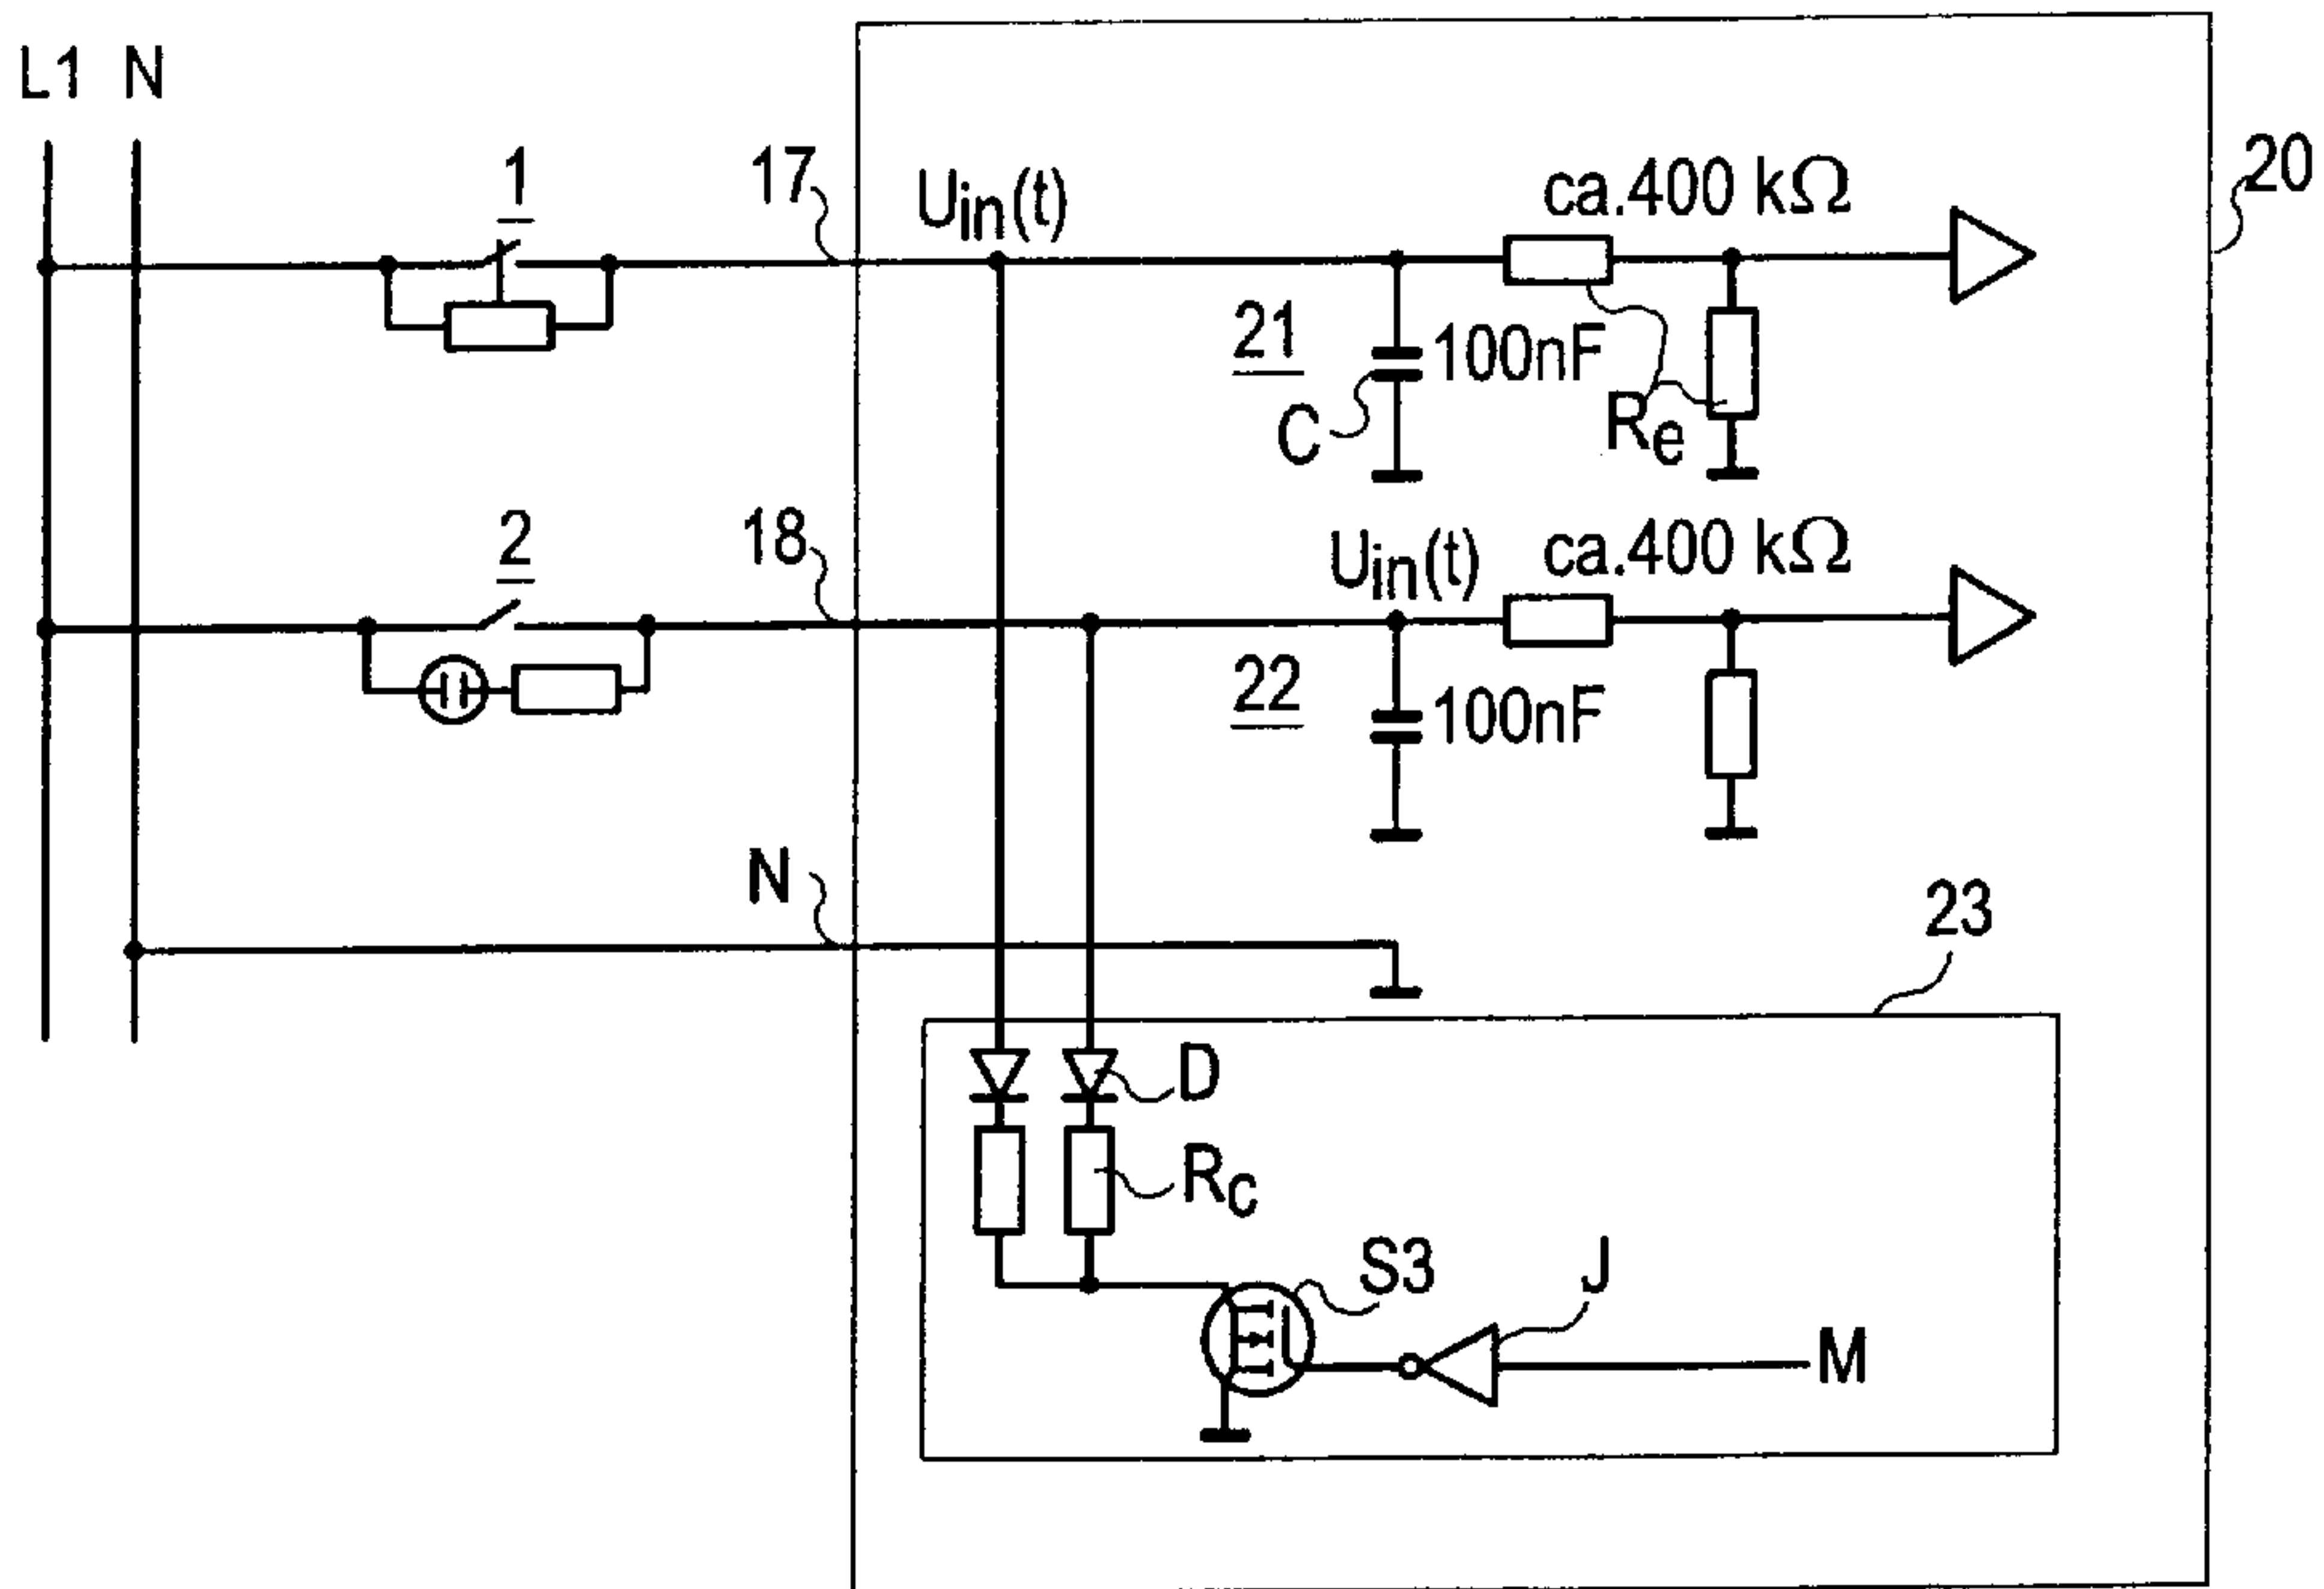 L1 N
1
17
Uin(t)
ca.400 kΩ
20
21
100nF
C
Re
2
18
Uin(t)
ca.400 kΩ
22
100nF
N
23
D
Rc
S3
J
M